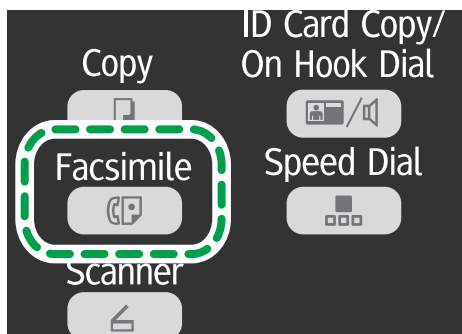 Copy
ID Card Copy/
On Hook Dial
Facsimile
Speed Dial
Scanner